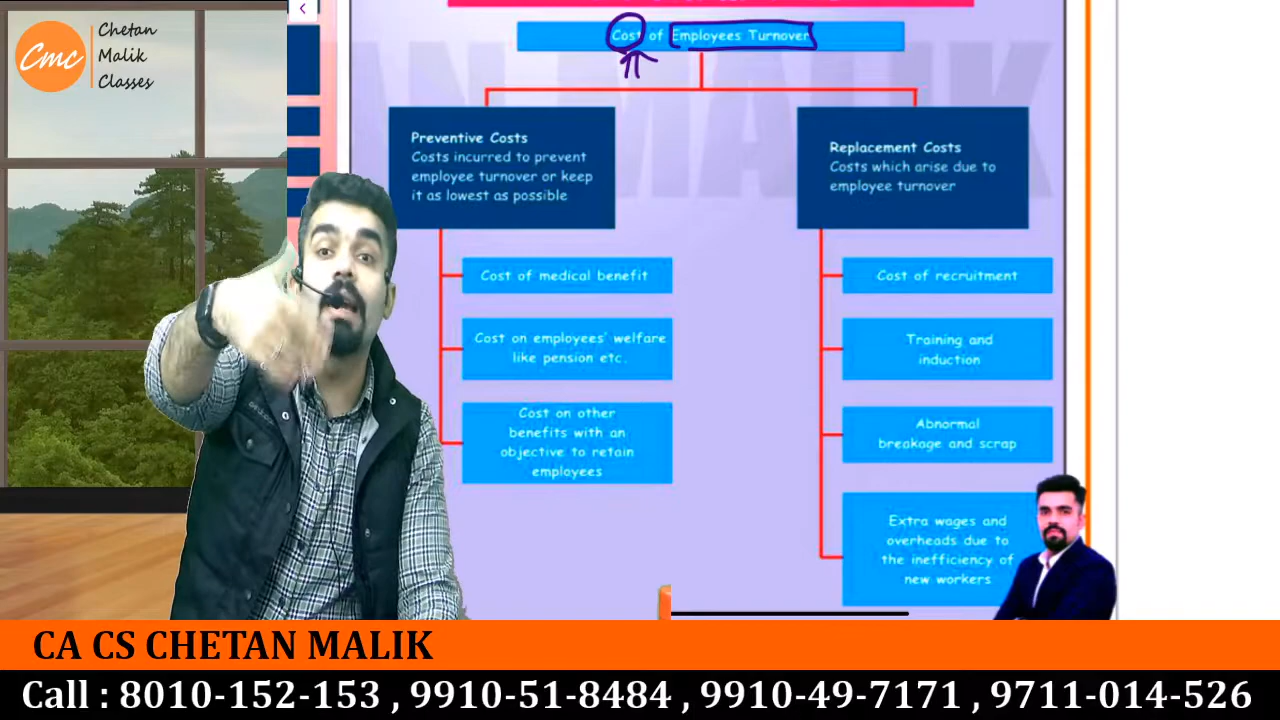 Cmc
Chetan
Malik
Classes
Cost of Employees Turnover
Preventive Costs
Costs incurred to prevent
employee turnover or keep
it as lowest as possible
Cost of medical benefit
Cost on employees' welfare
like pension etc.
Cost on other
benefits with an
objective to retain
employees
Replacement Costs
Costs which arise due to
employee turnover
Cost of recruitment
Training and
induction
Abnormal
breakage and scrap
Extra wages and
overheads due to
the inefficiency of
new workers
CA CS CHETAN MALIK
Call : 8010-152-153 , 9910-51-8484 , 9910-49-7171 , 9711-014-526